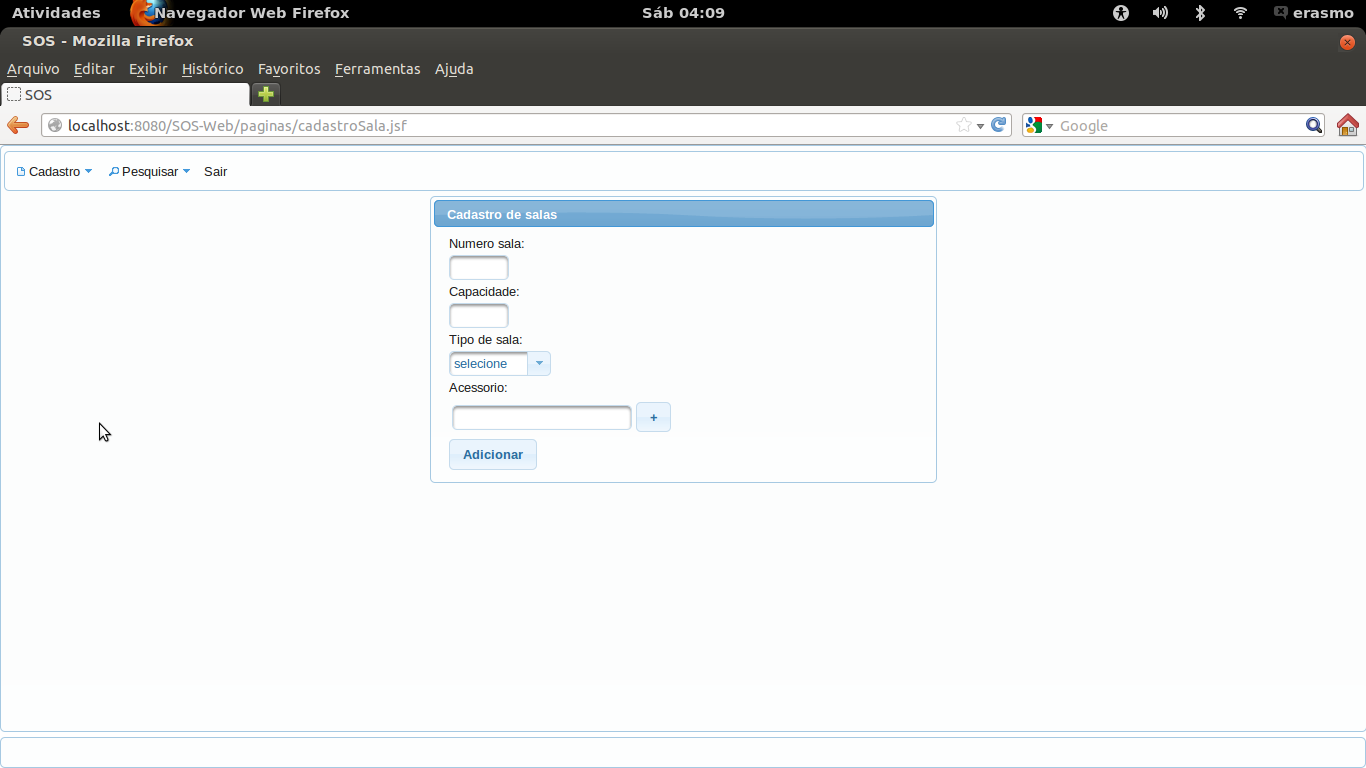 Atividades Navegador Web Firefox Sáb 04:09 erasmo
SOS - Mozilla Firefox
Arquivo Editar Exibir Histórico Favoritos Ferramentas Ajuda
SOS
localhost:8080/SOS-Web/paginas/cadastroSala.jsf Google
Cadastro Pesquisar Sair
Cadastro de salas
Numero sala:
Capacidade:
Tipo de sala:
selecione
Acessorio:
+
Adicionar